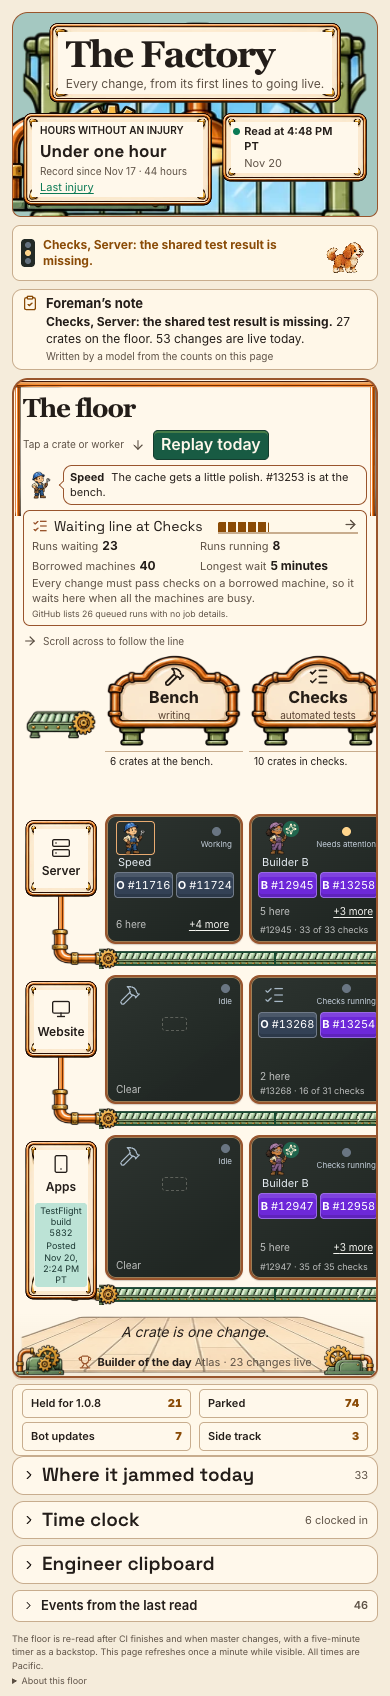 The Factory
Every change, from its first lines to going live.
HOURS WITHOUT AN INJURY
Under one hour
Record since Nov 17 · 44 hours
Last injury
Read at 4:48 PM
PT
Nov 20
Checks, Server: the shared test result is
missing.
Foreman’s note
Checks, Server: the shared test result is missing. 27
crates on the floor. 53 changes are live today.
Written by a model from the counts on this page
The floor
Tap a crate or worker
Replay today
Speed The cache gets a little polish. #13253 is at the
bench.
Waiting line at Checks
Runs waiting 23
Runs running 8
Borrowed machines 40
Longest wait 5 minutes
Every change must pass checks on a borrowed machine, so it
waits here when all the machines are busy.
GitHub lists 26 queued runs with no job details.
Scroll across to follow the line
Bench
writing
Checks
automated tests
6 crates at the bench.
10 crates in checks.
Server
Working
Speed
O #11716
O #11724
6 here
+4 more
Needs attention
Builder B
B #12945
B #13258
5 here
+3 more
#12945 · 33 of 33 checks
Website
Idle
Clear
Checks running
O #13268
B #13254
2 here
#13268 · 16 of 31 checks
Apps
TestFlight
build
5832
Posted
Nov 20,
2:24 PM
PT
Idle
Clear
Checks running
Builder B
B #12947
B #12958
5 here
+3 more
#12947 · 35 of 35 checks
A crate is one change.
Builder of the day Atlas · 23 changes live
Held for 1.0.8 21
Parked 74
Bot updates 7
Side track 3
Where it jammed today 33
Time clock 6 clocked in
Engineer clipboard
Events from the last read 46
The floor is re-read after CI finishes and when master changes, with a five-minute
timer as a backstop. This page refreshes once a minute while visible. All times are
Pacific.
About this floor